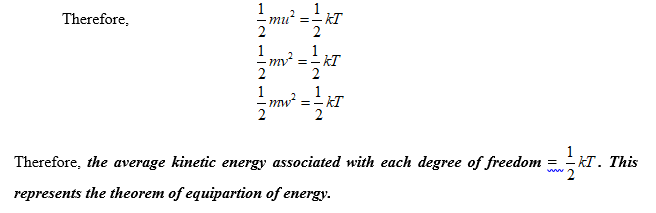 Therefore, ½ mu² = ½ kT
½ mv² = ½ kT
½ mw² = ½ kT
Therefore, the average kinetic energy associated with each degree of freedom = ½ kT. This
represents the theorem of equipartion of energy.